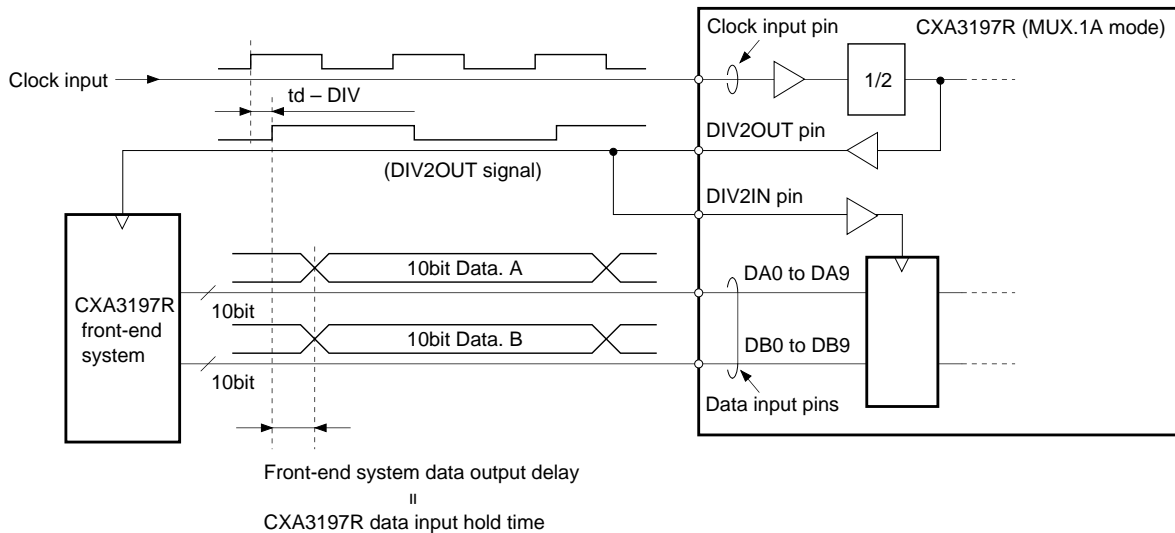 CXA3197R (MUX.1A mode)
Clock input pin
Clock input
1/2
td – DIV
DIV2OUT pin
(DIV2OUT signal)
DIV2IN pin
10bit Data. A
DA0 to DA9
CXA3197R
front-end
system
10bit
10bit Data. B
DB0 to DB9
10bit
Data input pins
Front-end system data output delay
=
CXA3197R data input hold time